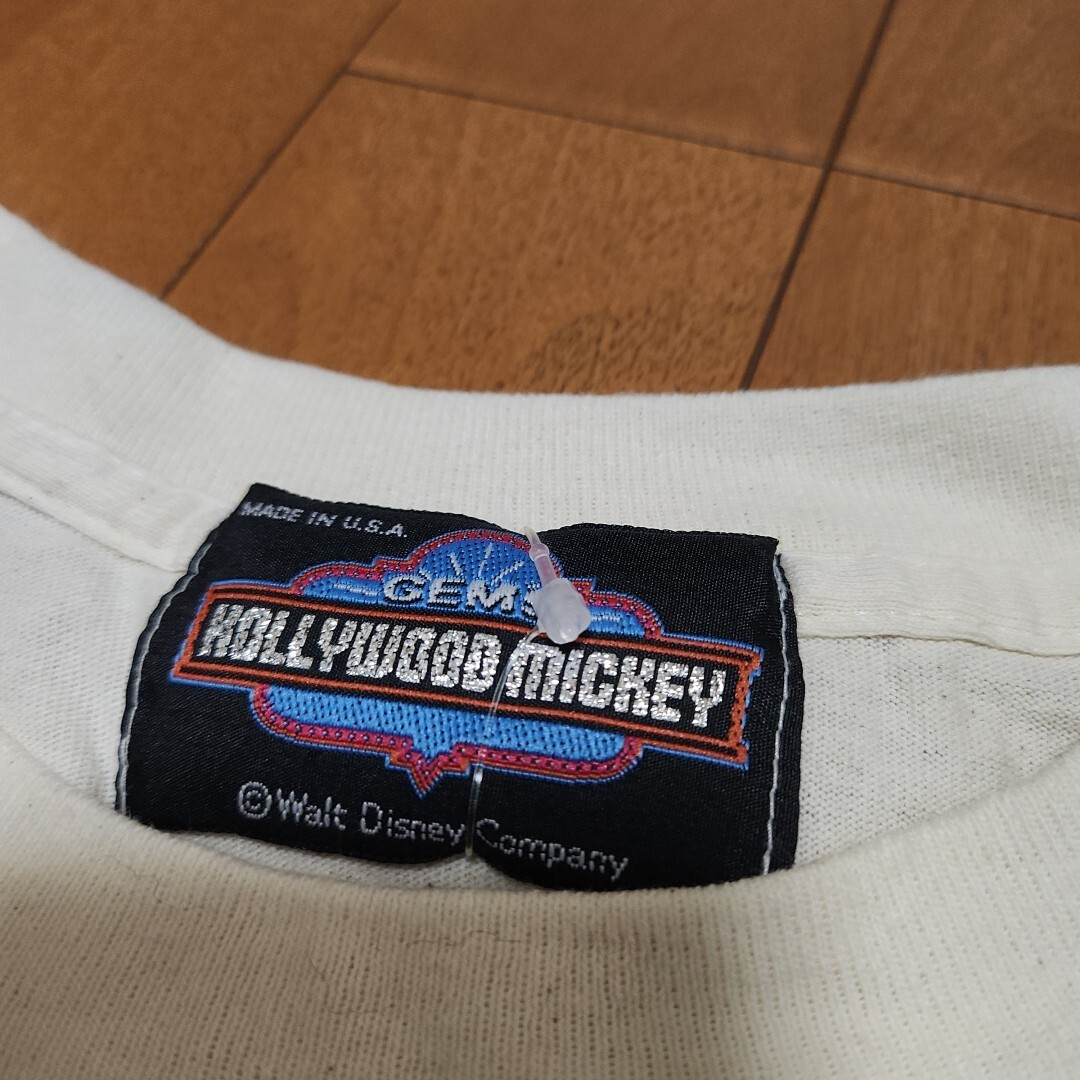 MADE IN U.S.A.
GEMS
HOLLYWOOD MICKEY
©Walt Disney Company